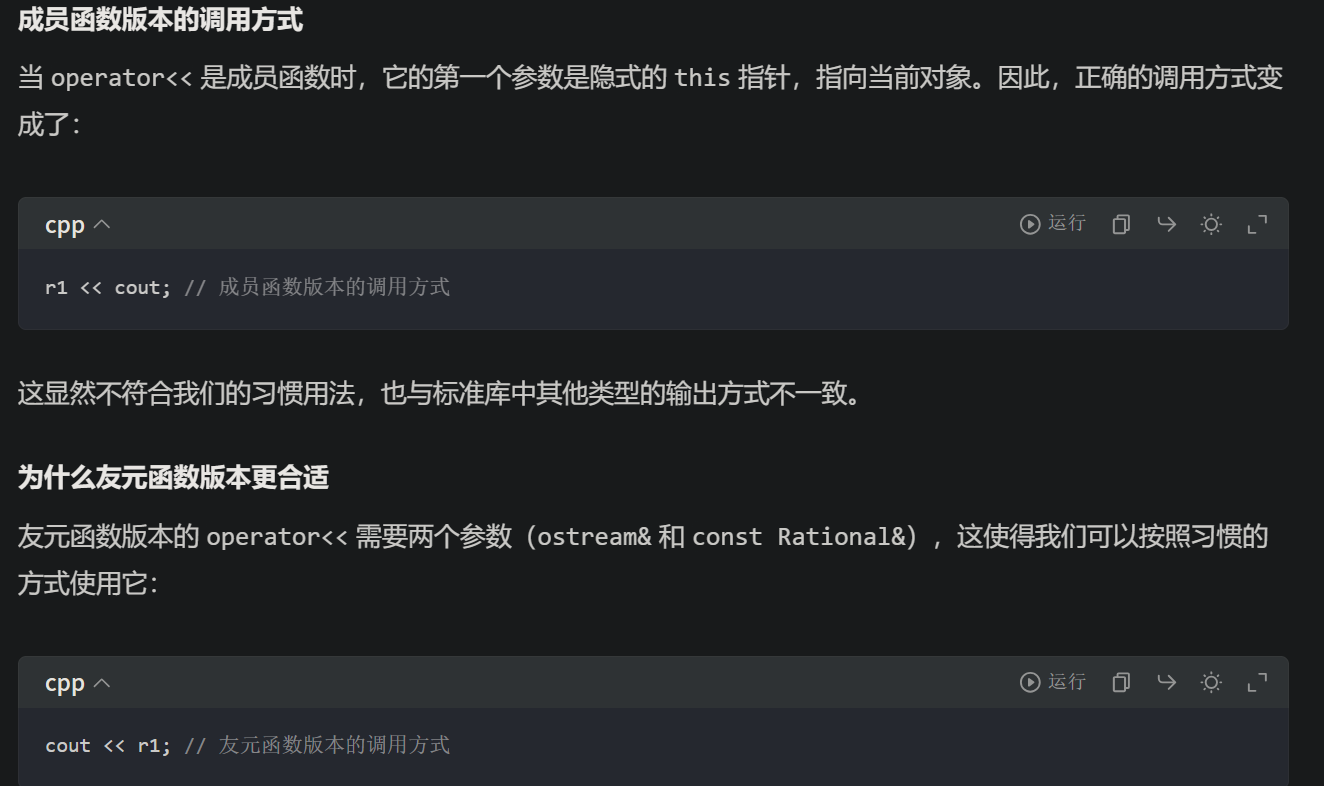 成员函数版本的调用方式
当 operator<< 是成员函数时，它的第一个参数是隐式的 this 指针，指向当前对象。因此，正确的调用方式变
成了：
cpp 运行
r1 << cout; // 成员函数版本的调用方式
这显然不符合我们的习惯用法，也与标准库中其他类型的输出方式不一致。
为什么友元函数版本更合适
友元函数版本的 operator<< 需要两个参数（ostream& 和 const Rational&），这使得我们可以按照习惯的
方式使用它：
cpp 运行
cout << r1; // 友元函数版本的调用方式